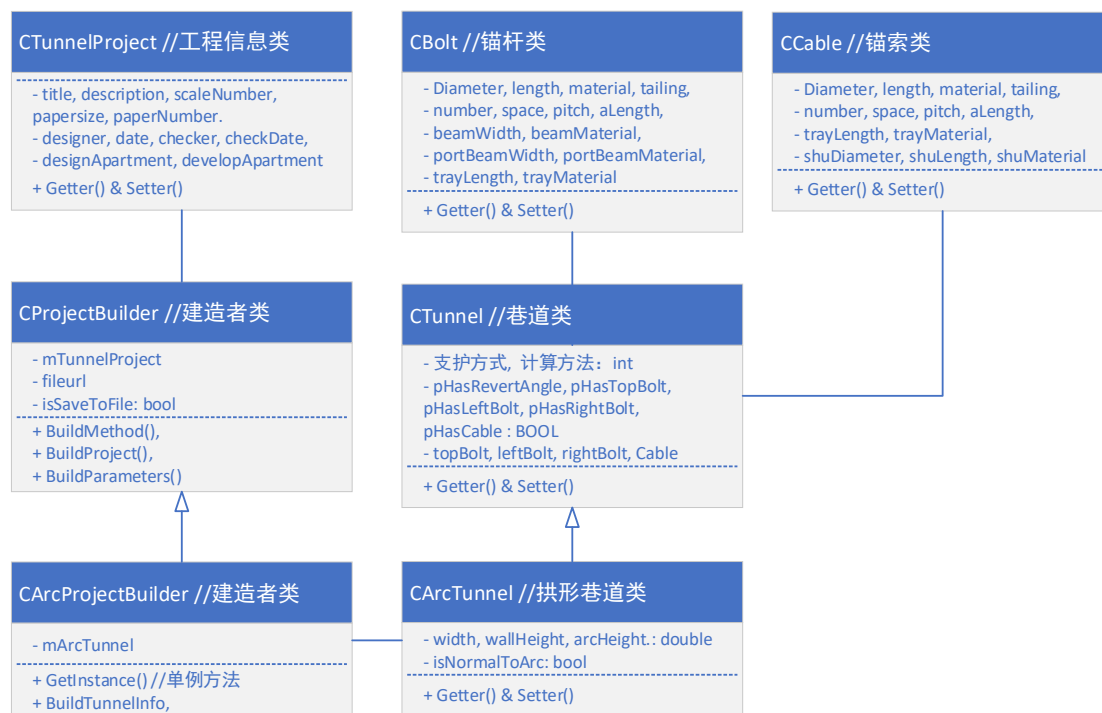 CTunnelProject //工程信息类
- title, description, scaleNumber,
papersize, paperNumber.
- designer, date, checker, checkDate,
- designApartment, developApartment
+ Getter() & Setter()
CBolt //锚杆类
- Diameter, length, material, tailing,
- number, space, pitch, aLength,
- beamWidth, beamMaterial,
- portBeamWidth, portBeamMaterial,
- trayLength, trayMaterial
+ Getter() & Setter()
CCable //锚索类
- Diameter, length, material, tailing,
- number, space, pitch, aLength,
- trayLength, trayMaterial,
- shuDiameter, shuLength, shuMaterial
+ Getter() & Setter()
CProjectBuilder //建造者类
- mTunnelProject
- fileurl
- isSaveToFile: bool
+ BuildMethod(),
+ BuildProject(),
+ BuildParameters()
CTunnel //巷道类
- 支护方式, 计算方法：int
- pHasRevertAngle, pHasTopBolt,
pHasLeftBolt, pHasRightBolt,
pHasCable : BOOL
- topBolt, leftBolt, rightBolt, Cable
+ Getter() & Setter()
CArcProjectBuilder //建造者类
- mArcTunnel
+ GetInstance() //单例方法
+ BuildTunnelInfo,
CArcTunnel //拱形巷道类
- width, wallHeight, arcHeight.: double
- isNormalToArc: bool
+ Getter() & Setter()